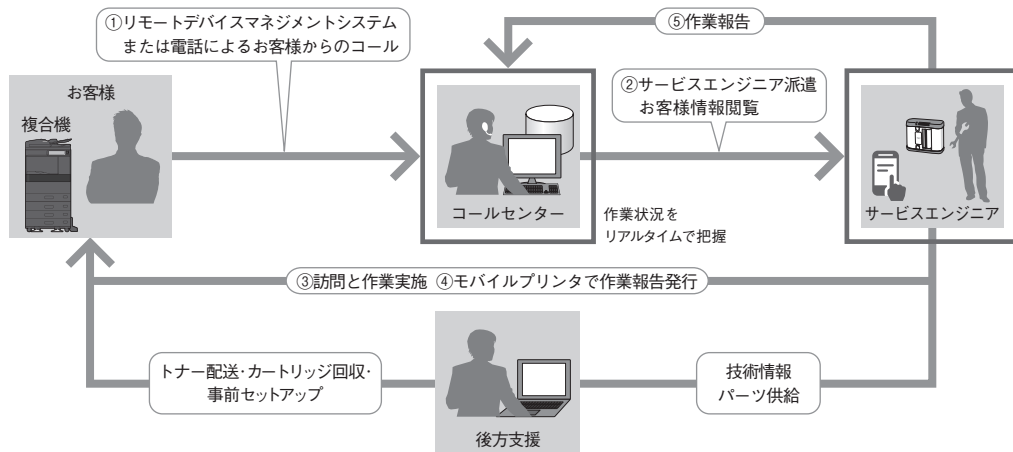 ①リモートデバイスマネジメントシステム
または電話によるお客様からのコール
⑤作業報告
②サービスエンジニア派遣
お客様情報閲覧
お客様
複合機
コールセンター
作業状況を
リアルタイムで把握
サービスエンジニア
③訪問と作業実施 ④モバイルプリンタで作業報告発行
トナー配送・カートリッジ回収・
事前セットアップ
技術情報
パーツ供給
後方支援